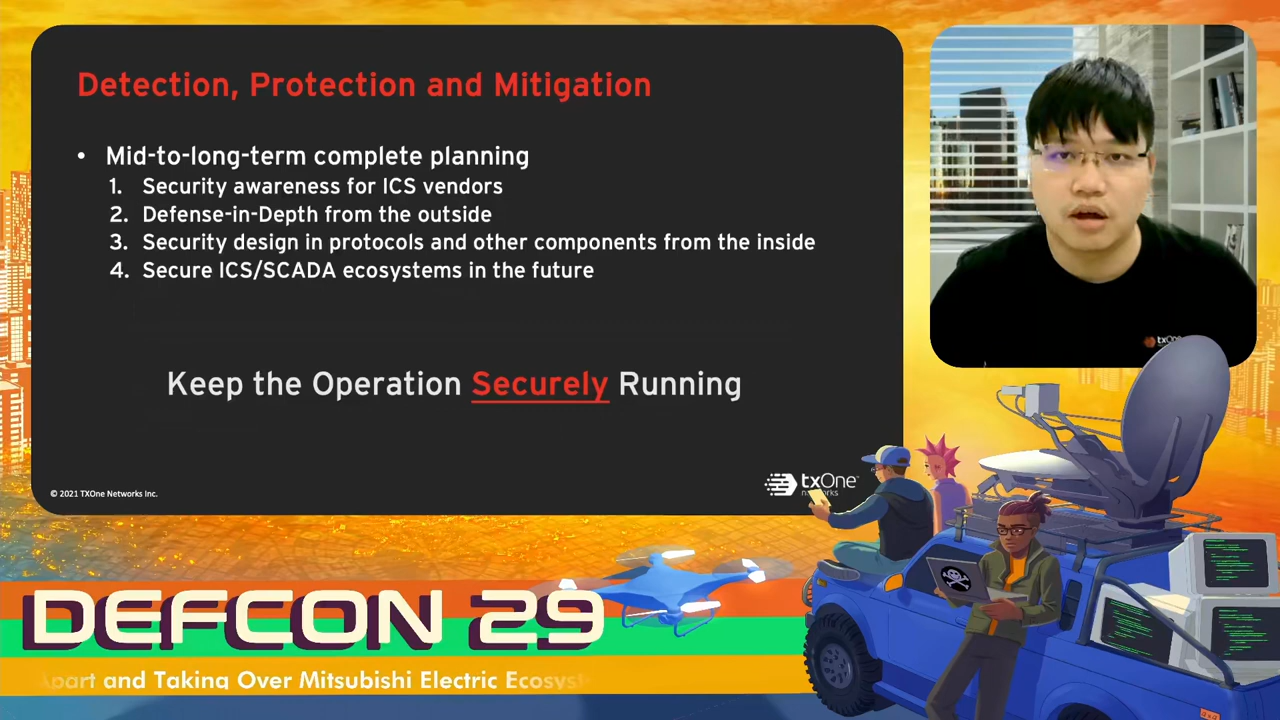 Detection, Protection and Mitigation
• Mid-to-long-term complete planning
1. Security awareness for ICS vendors
2. Defense-in-Depth from the outside
3. Security design in protocols and other components from the inside
4. Secure ICS/SCADA ecosystems in the future
Keep the Operation Securely Running
© 2021 TXOne Networks Inc.
txOne
txOne
DEFCON 29
Apart and Taking Over Mitsubishi Electric Ecosyst